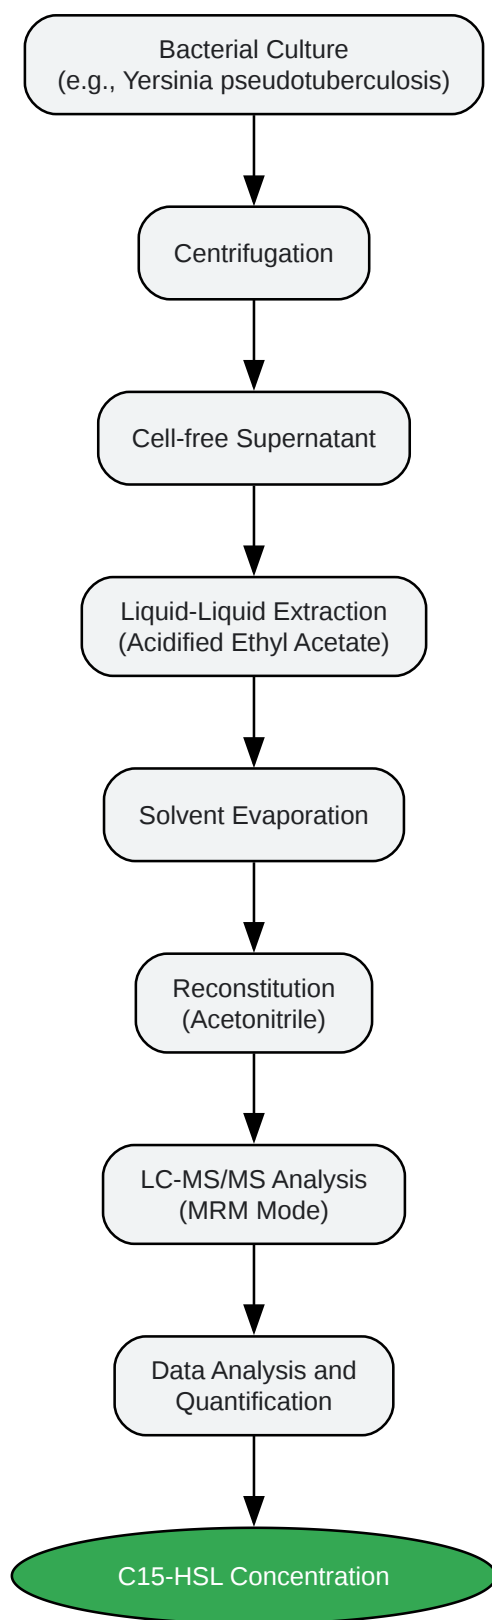 Bacterial Culture
(e.g., Yersinia pseudotuberculosis)
Centrifugation
Cell-free Supernatant
Liquid-Liquid Extraction
(Acidified Ethyl Acetate)
Solvent Evaporation
Reconstitution
(Acetonitrile)
LC-MS/MS Analysis
(MRM Mode)
Data Analysis and
Quantification
C15-HSL Concentration